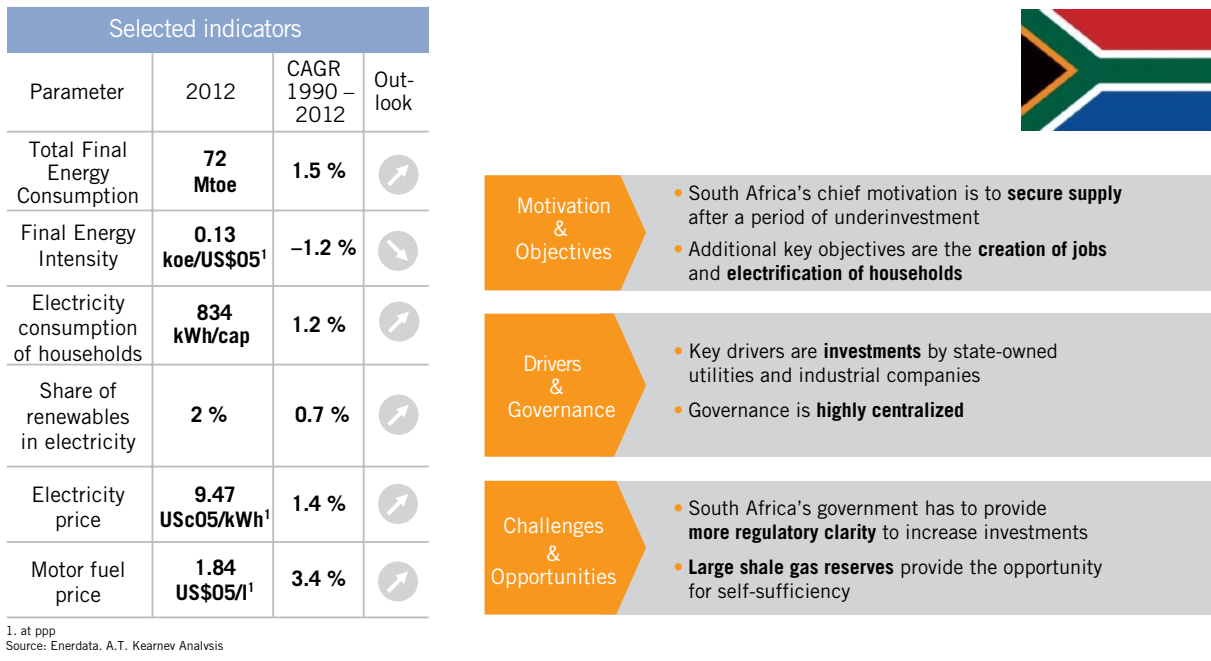 Selected indicators
Parameter
2012
CAGR
1990 –
2012
Out-
look
Total Final
Energy
Consumption
72
Mtoe
1.5 %
Final Energy
Intensity
0.13
koe/US$05¹
–1.2 %
Electricity
consumption
of households
834
kWh/cap
1.2 %
Share of
renewables
in electricity
2 %
0.7 %
Electricity
price
9.47
USc05/kWh¹
1.4 %
Motor fuel
price
1.84
US$05/l¹
3.4 %
1. at ppp
Source: Enerdata, A.T. Kearney Analysis
Motivation
&
Objectives
• South Africa’s chief motivation is to secure supply
after a period of underinvestment
• Additional key objectives are the creation of jobs
and electrification of households
Drivers
&
Governance
• Key drivers are investments by state-owned
utilities and industrial companies
• Governance is highly centralized
Challenges
&
Opportunities
• South Africa’s government has to provide
more regulatory clarity to increase investments
• Large shale gas reserves provide the opportunity
for self-sufficiency